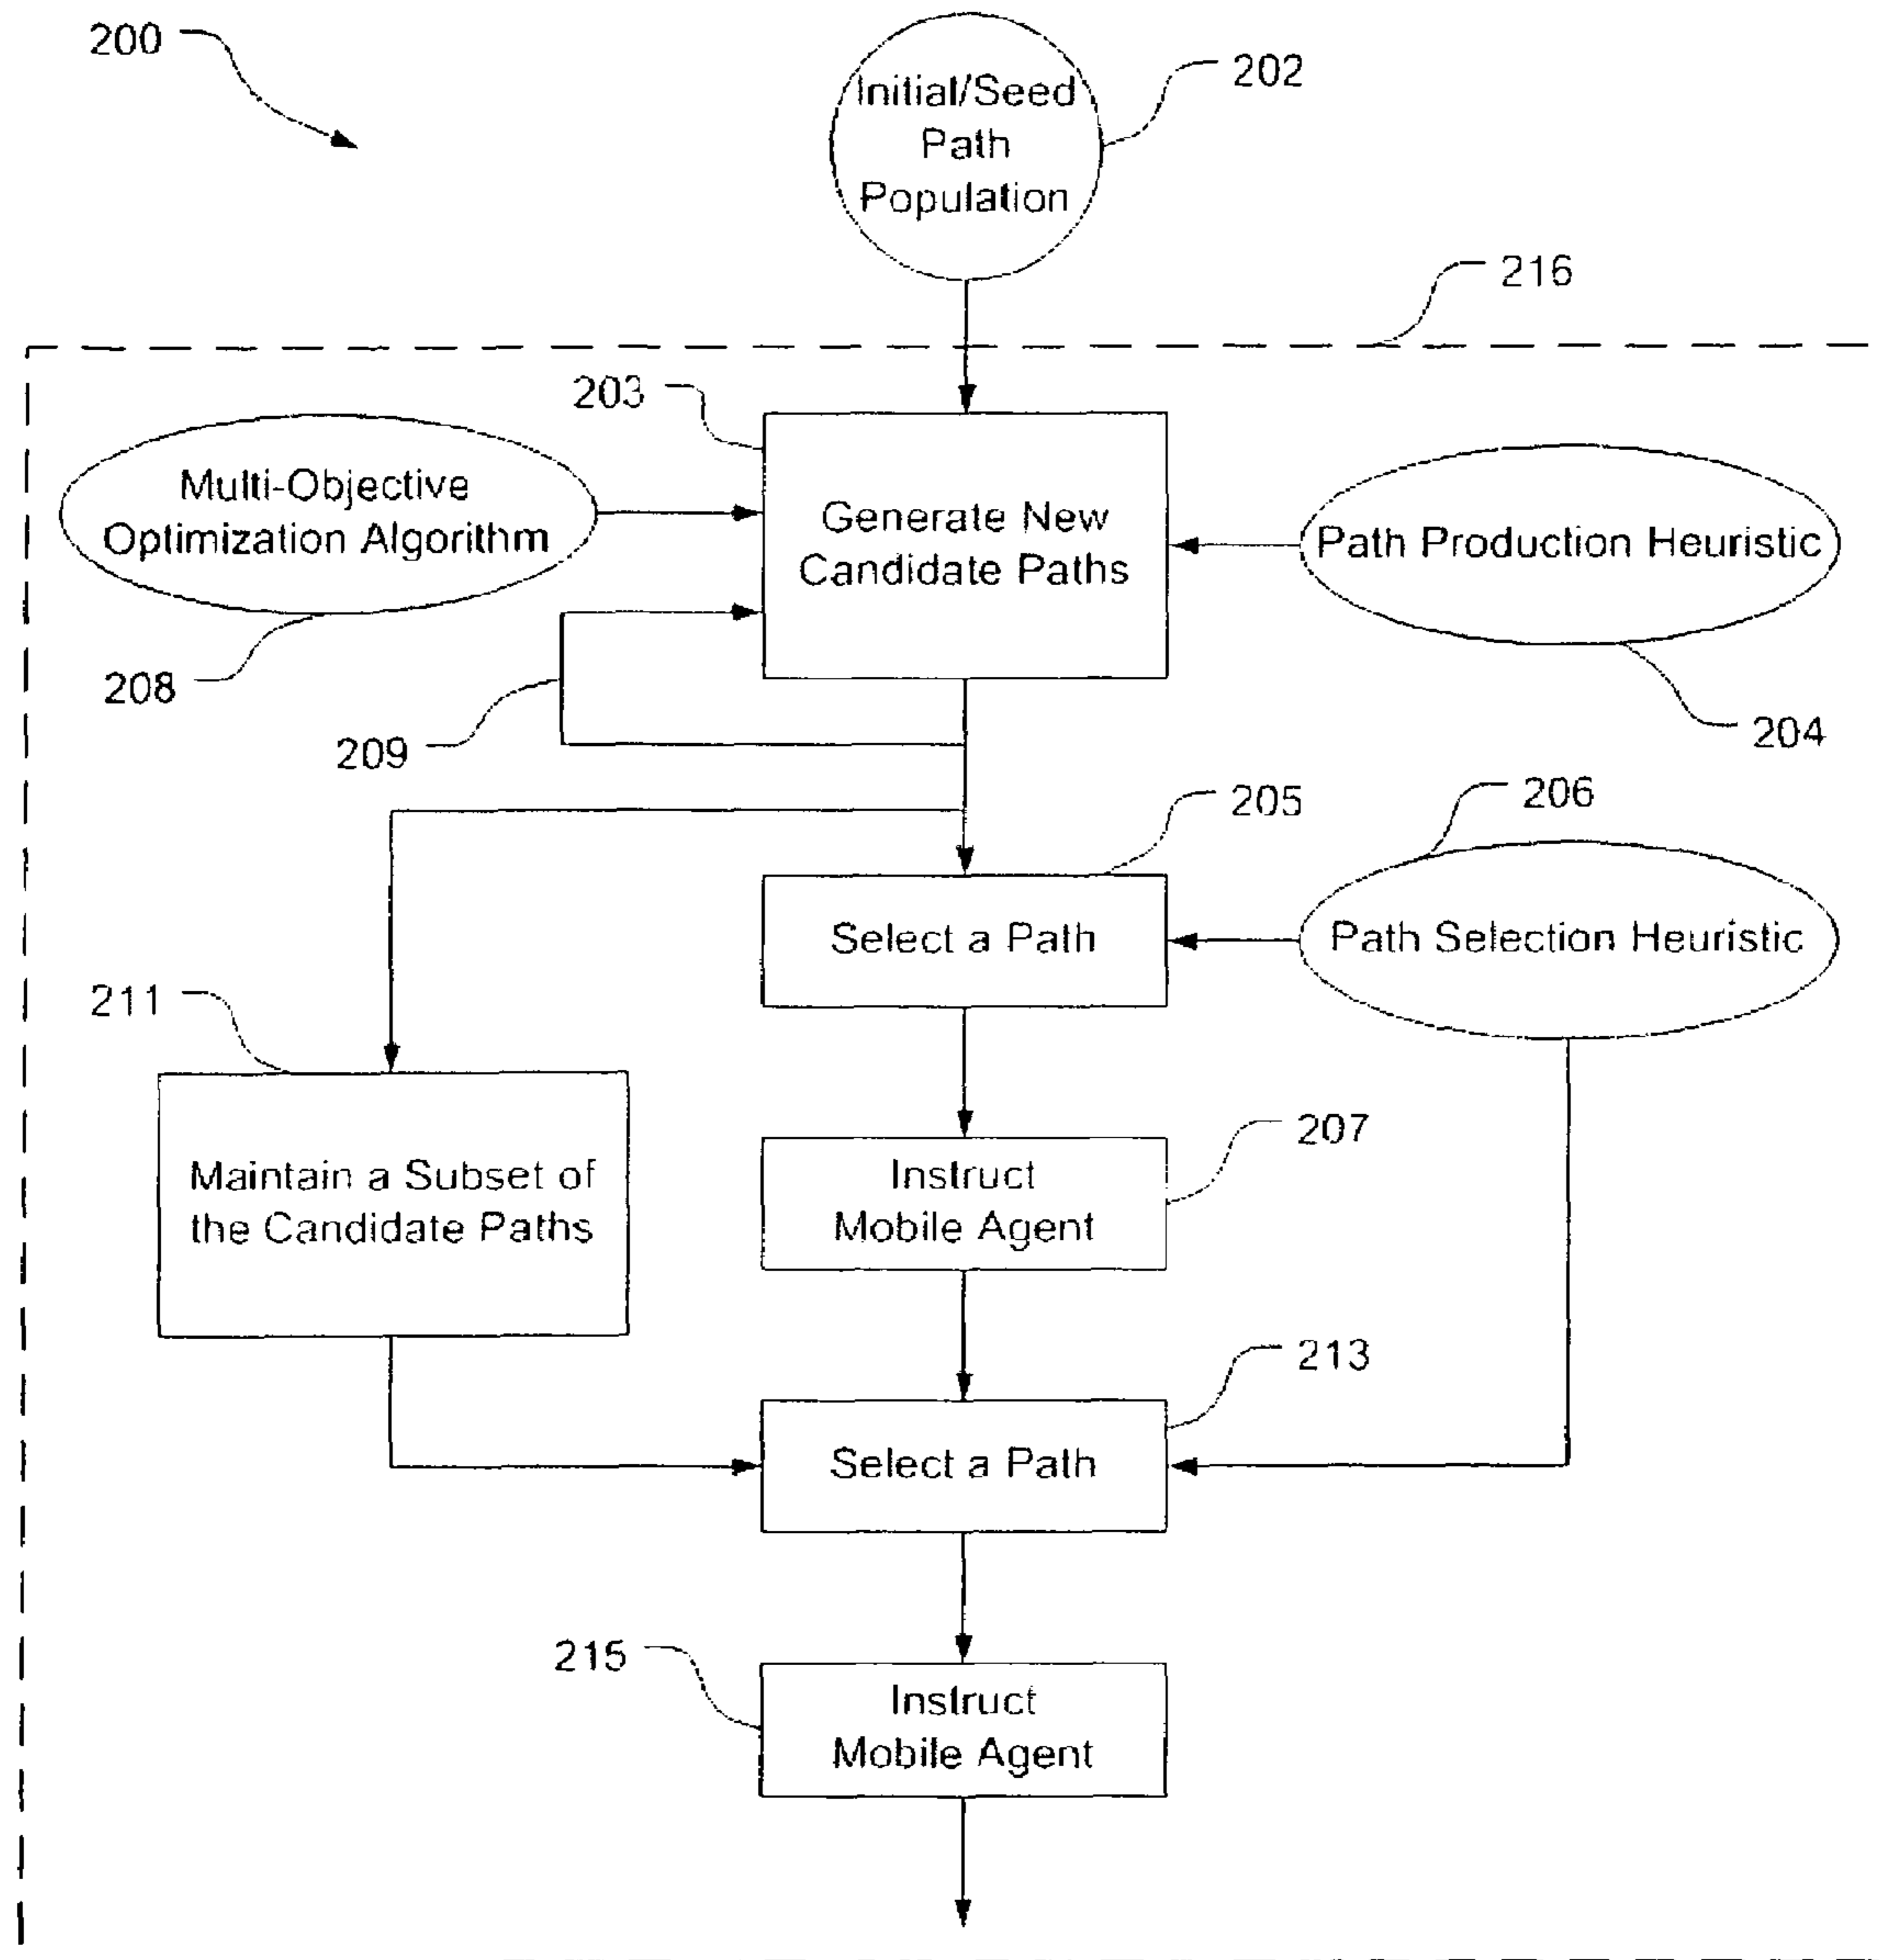 200
Initial/Seed
Path
Population
202
216
203
Multi-Objective
Optimization Algorithm
Generate New
Candidate Paths
Path Production Heuristic
208
209
204
205
206
Select a Path
Path Selection Heuristic
211
Maintain a Subset of
the Candidate Paths
Instruct
Mobile Agent
207
213
Select a Path
215
Instruct
Mobile Agent